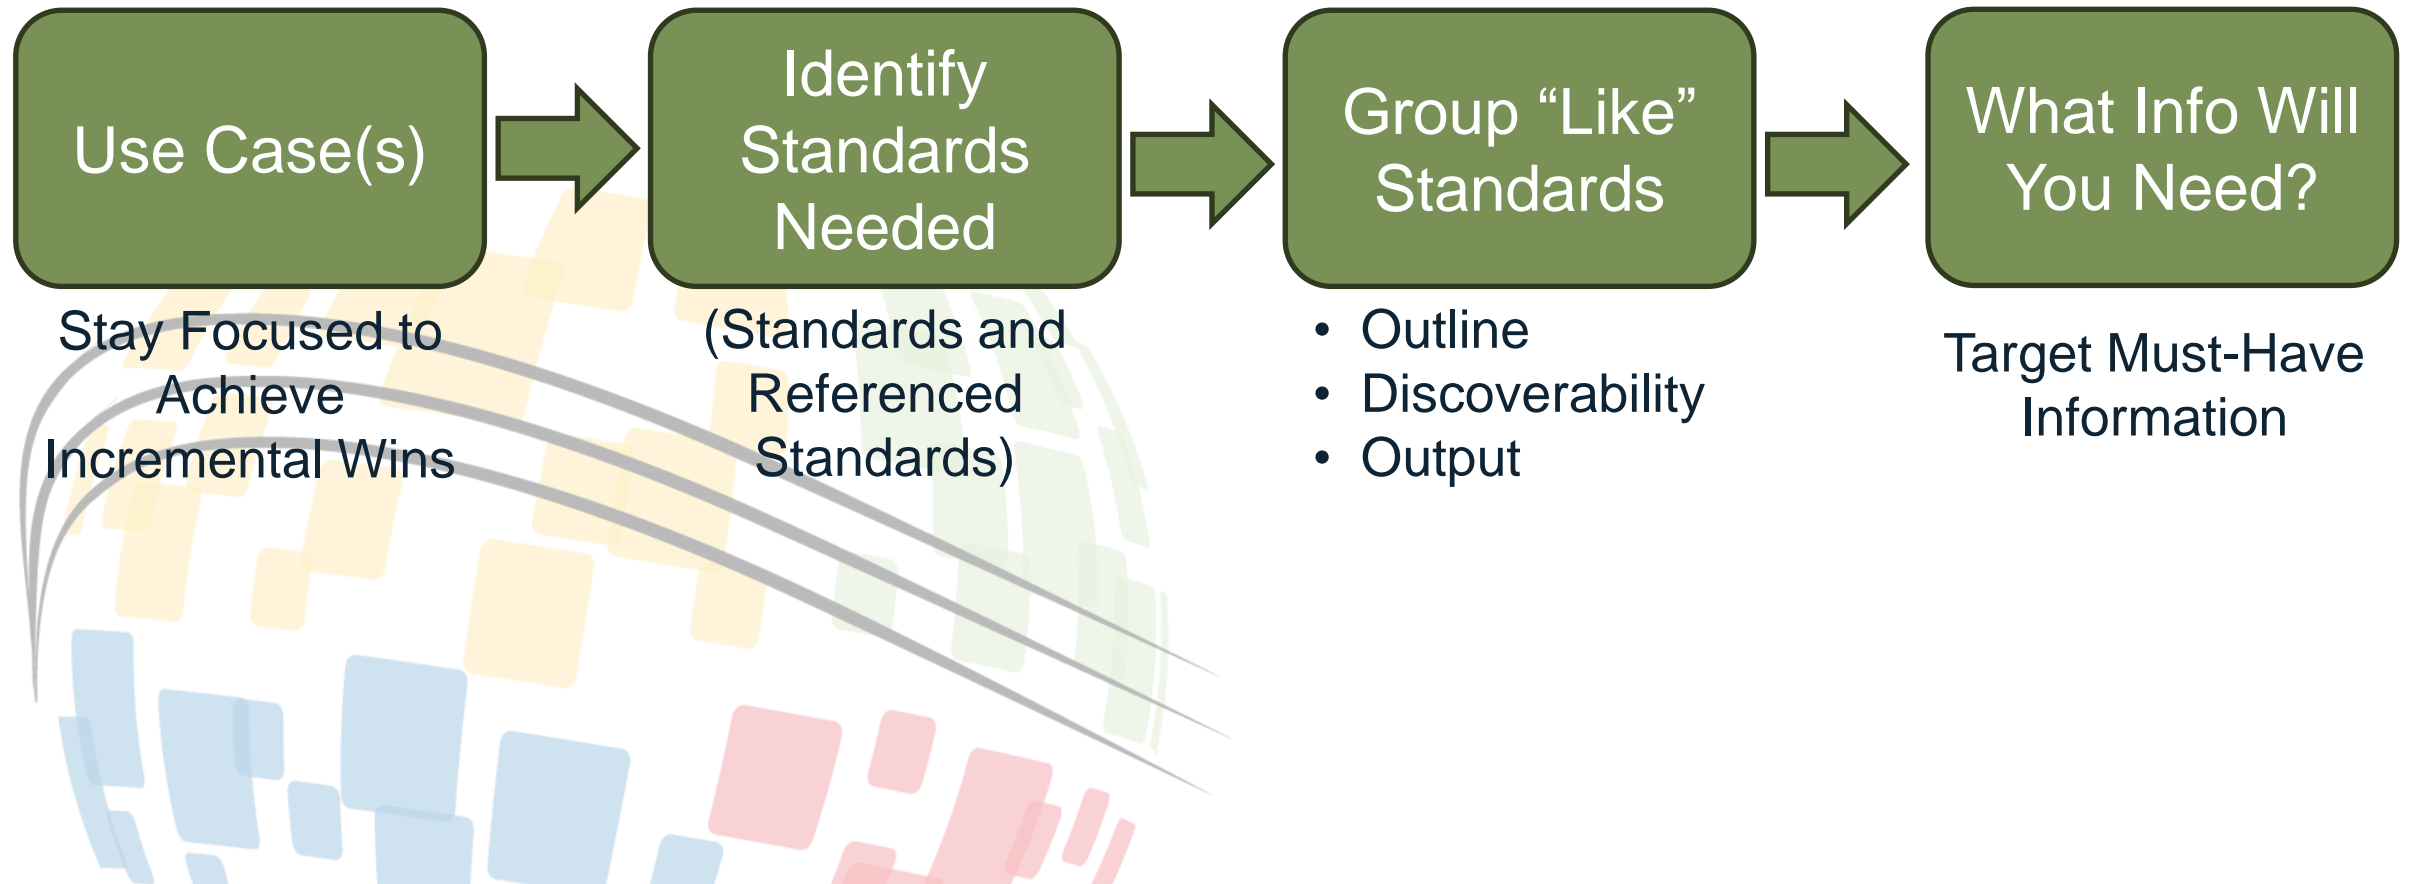 Use Case(s)
Identify
Standards
Needed
Group “Like”
Standards
What Info Will
You Need?
Stay Focused to
Achieve
Incremental Wins
(Standards and
Referenced
Standards)
• Outline
• Discoverability
• Output
Target Must-Have
Information